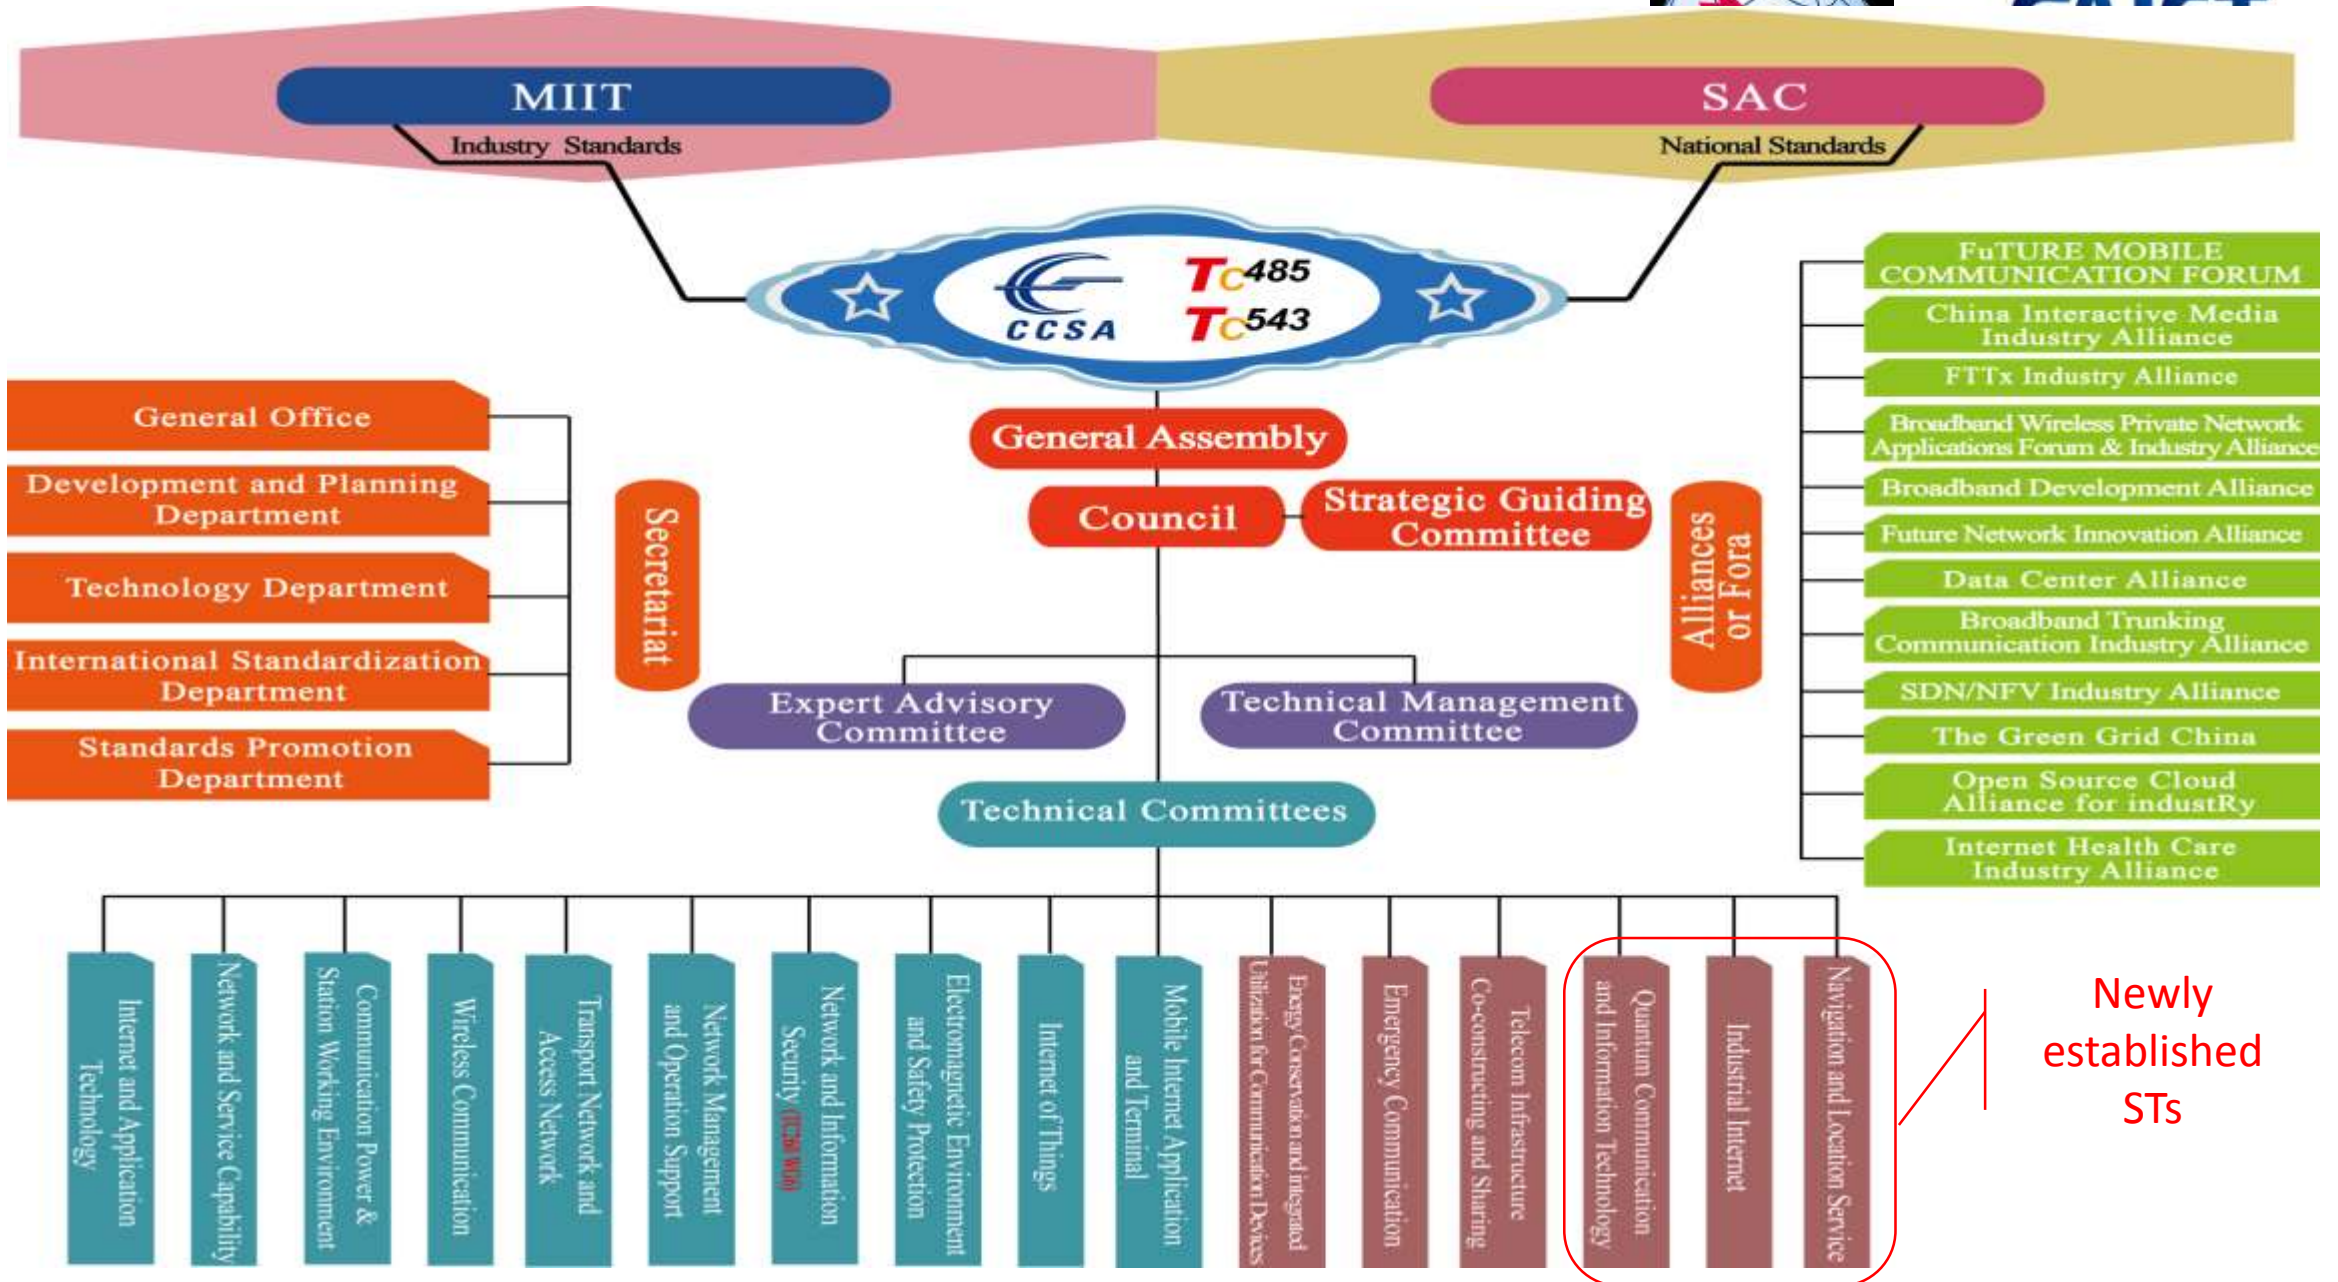 MIIT
SAC
Industry Standards
National Standards
CCSA
TC485
TC543
General Office
Development and Planning
Department
Technology Department
International Standardization
Department
Standards Promotion
Department
Secretariat
General Assembly
Council
Strategic Guiding
Committee
Expert Advisory
Committee
Technical Management
Committee
Technical Committees
Alliances
or Fora
FuTURE MOBILE
COMMUNICATION FORUM
China Interactive Media
Industry Alliance
FTTx Industry Alliance
Broadband Wireless Private Network
Applications Forum & Industry Alliance
Broadband Development Alliance
Future Network Innovation Alliance
Data Center Alliance
Broadband Trunking
Communication Industry Alliance
SDN/NFV Industry Alliance
The Green Grid China
Open Source Cloud
Alliance for industRy
Internet Health Care
Industry Alliance
Internet and Application
Technology
Network and Service Capability
Communication Power &
Station Working Environment
Wireless Communication
Transport Network and
Access Network
Network Management
and Operation Support
Network and Information
Security
Electromagnetic Environment
and Safety Protection
Internet of Things
Mobile Internet Application
and Terminal
Energy Conservation and integrated
Utilization for Communication Devices
Emergency Communication
Telecom Infrastructure
Co-constructing and Sharing
Quantum Communication
and Information Technology
Industrial Internet
Navigation and Location Service
Newly
established
STs